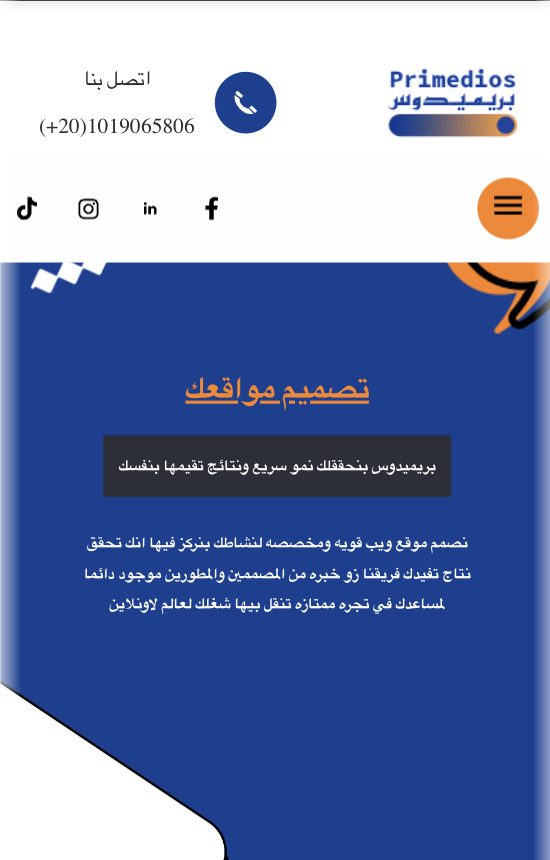 اتصل بنا
(+20)1019065806
Primedios
بريميدوس
in
تصميم مواقعك
بريميدوس بنحققلك نمو سريع ونتائج تقيمها بنفسك
نصمم موقع ويب قويه ومخصصه لنشاطك بنركز فيها انك تحقق
نتاج تفيدك فريقنا زو خبره من المصممين والمطورين موجود دائما
لمساعدك في تجره ممتازه تنقل بيها شغلك لعالم لاونلاين